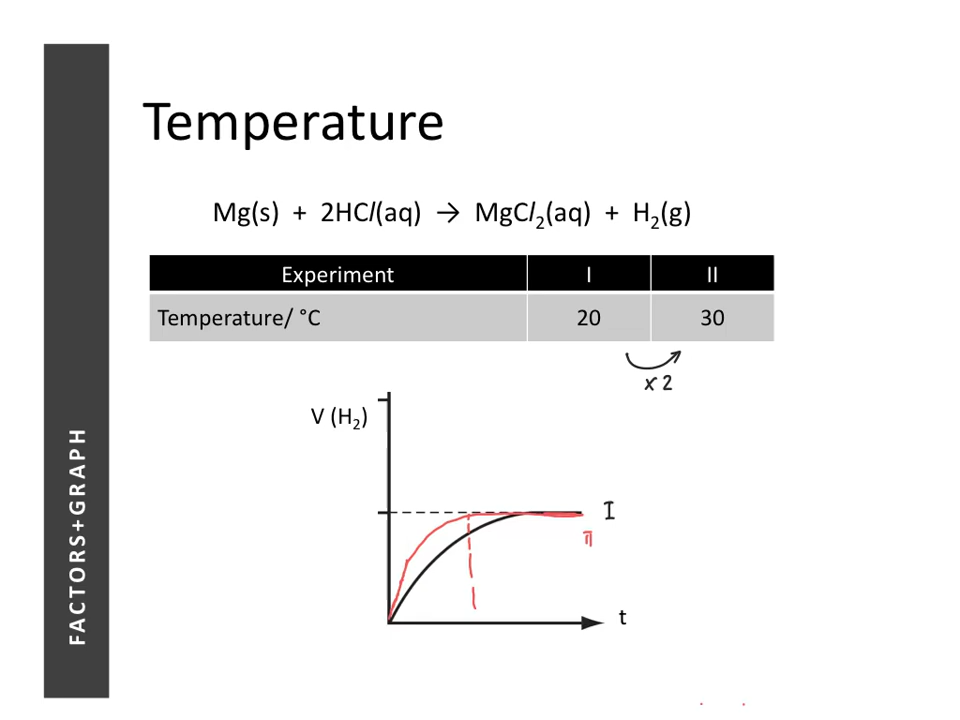 FACTORS+GRAPH
Temperature
Mg(s) + 2HCl(aq) → MgCl₂(aq) + H₂(g)
Experiment I II
Temperature/ °C 20 30
x 2
V (H₂)
I
II
t